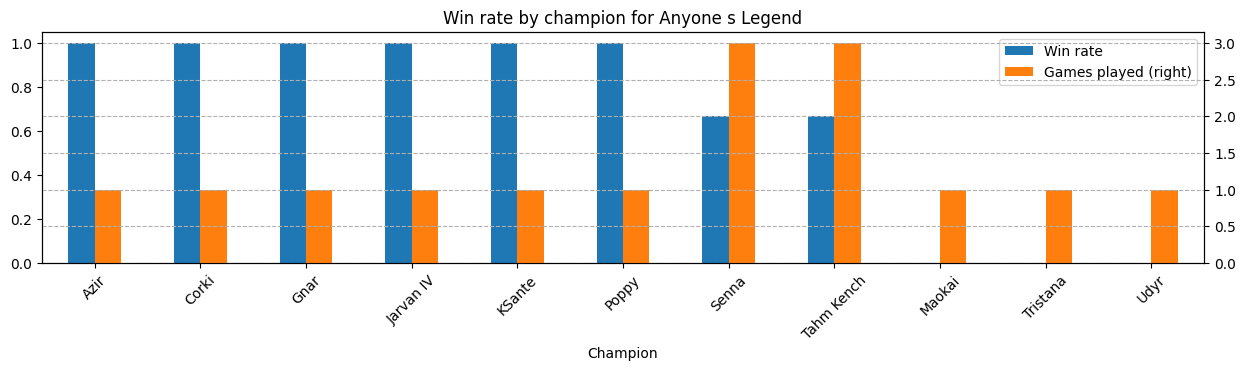 Win rate by champion for Anyone s Legend
Win rate
Games played (right)
1.0
0.8
0.6
0.4
0.2
0.0
3.0
2.5
2.0
1.5
1.0
0.5
0.0
Azir
Corki
Gnar
Jarvan IV
KSante
Poppy
Senna
Tahm Kench
Maokai
Tristana
Udyr
Champion